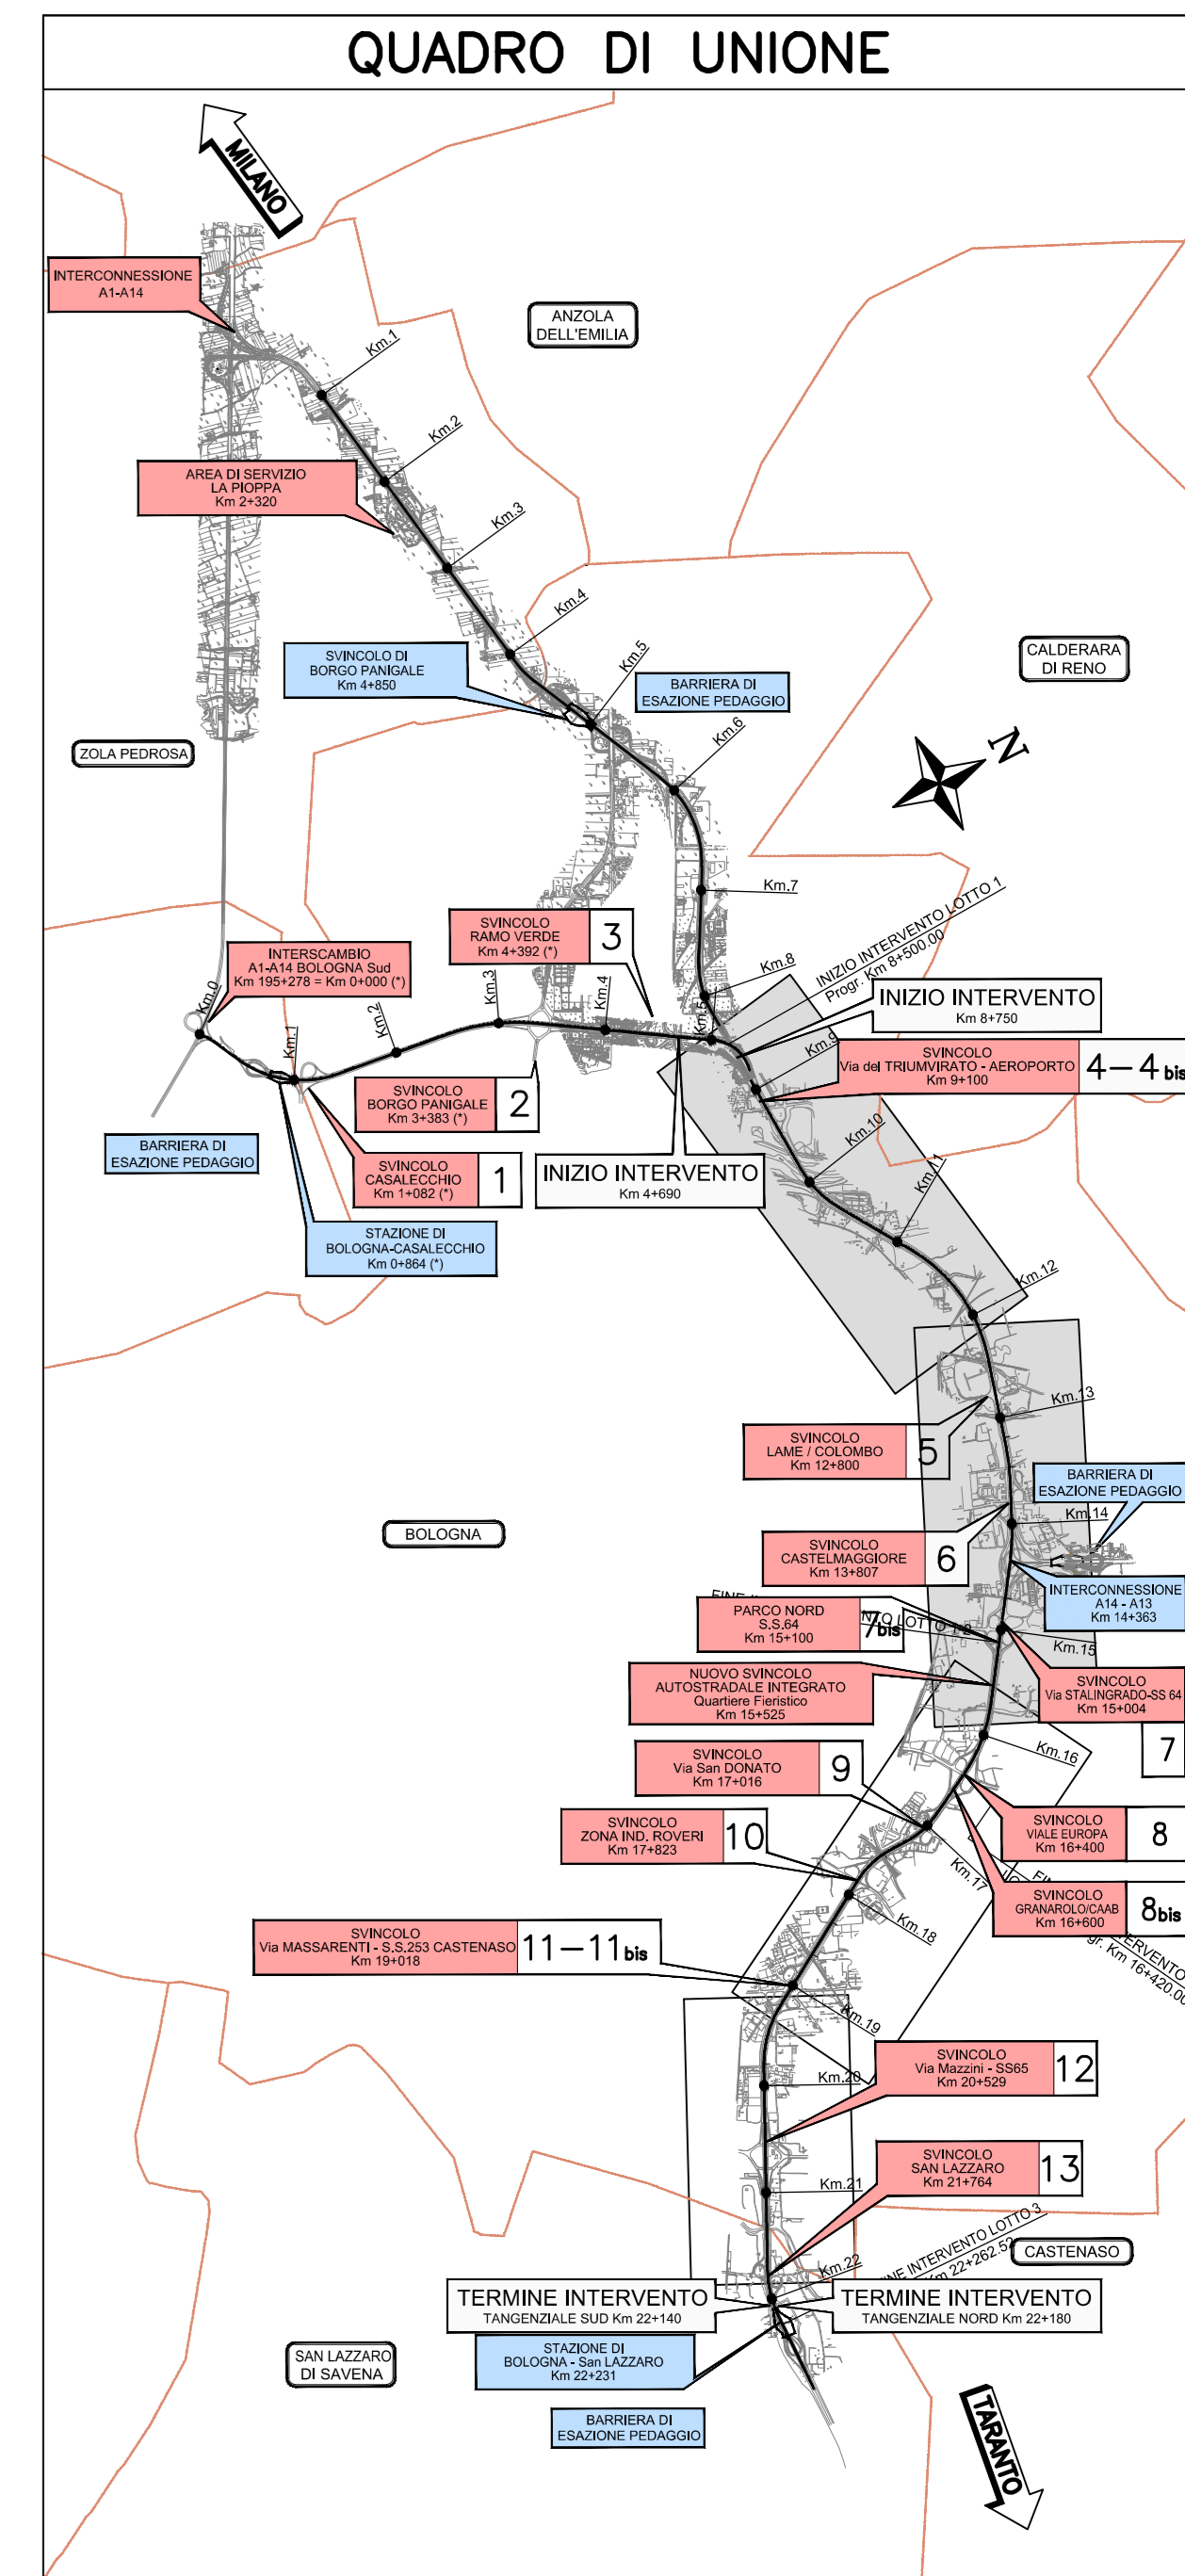 QUADRO DI UNIONE
MILANO
INTERCONNESSIONE
A1-A14
ANZOLA
DELL'EMILIA
Km.1
Km.2
AREA DI SERVIZIO
LA PIOPPA
Km 2+320
Km.3
Km.4
SVINCOLO DI
BORGO PANIGALE
Km 4+850
Km.5
BARRIERA DI
ESAZIONE PEDAGGIO
CALDERARA
DI RENO
Km.6
ZOLA PEDROSA
N
Km.7
SVINCOLO
RAMO VERDE
Km 4+392 (*)
3
INTERSCAMBIO
A1-A14 BOLOGNA Sud
Km 195+278 = Km 0+000 (*)
Km.0
Km.1
Km.2
Km.3
Km.4
Km.5
Km.8
INIZIO INTERVENTO LOTTO 1
Progr. Km 8+500.00
INIZIO INTERVENTO
Km 8+750
Km.9
SVINCOLO
Via del TRIUMVIRATO - AEROPORTO
Km 9+100
4-4 bis
SVINCOLO
BORGO PANIGALE
Km 3+383 (*)
2
BARRIERA DI
ESAZIONE PEDAGGIO
SVINCOLO
CASALECCHIO
Km 1+082 (*)
1
INIZIO INTERVENTO
Km 4+690
Km.10
Km.11
STAZIONE DI
BOLOGNA-CASALECCHIO
Km 0+864 (*)
Km.12
Km.13
SVINCOLO
LAME / COLOMBO
Km 12+800
5
BARRIERA DI
ESAZIONE PEDAGGIO
Km.14
BOLOGNA
SVINCOLO
CASTELMAGGIORE
Km 13+807
6
INTERCONNESSIONE
A14 - A13
Km 14+363
PARCO NORD
S.S.64
Km 15+100
7bis
Km.15
NUOVO SVINCOLO
AUTOSTRADALE INTEGRATO
Quartiere Fieristico
Km 15+525
SVINCOLO
Via STALINGRADO-SS 64
Km 15+004
7
Km.16
SVINCOLO
Via San DONATO
Km 17+016
9
SVINCOLO
VIALE EUROPA
Km 16+400
8
SVINCOLO
ZONA IND. ROVERI
Km 17+823
10
Km.17
SVINCOLO
GRANAROLO/CAAB
Km 16+600
8bis
Km.18
SVINCOLO
Via MASSARENTI - S.S.253 CASTENASO
Km 19+018
11-11 bis
Km 16+420.00
Km.19
SVINCOLO
Via Mazzini - SS65
Km 20+529
12
Km.20
SVINCOLO
SAN LAZZARO
Km 21+764
13
Km.21
INTERVENTO LOTTO 3
Km.22
CASTENASO
TERMINE INTERVENTO
TANGENZIALE SUD Km 22+140
TERMINE INTERVENTO
TANGENZIALE NORD Km 22+180
SAN LAZZARO
DI SAVENA
STAZIONE DI
BOLOGNA - San LAZZARO
Km 22+231
TARANTO
BARRIERA DI
ESAZIONE PEDAGGIO